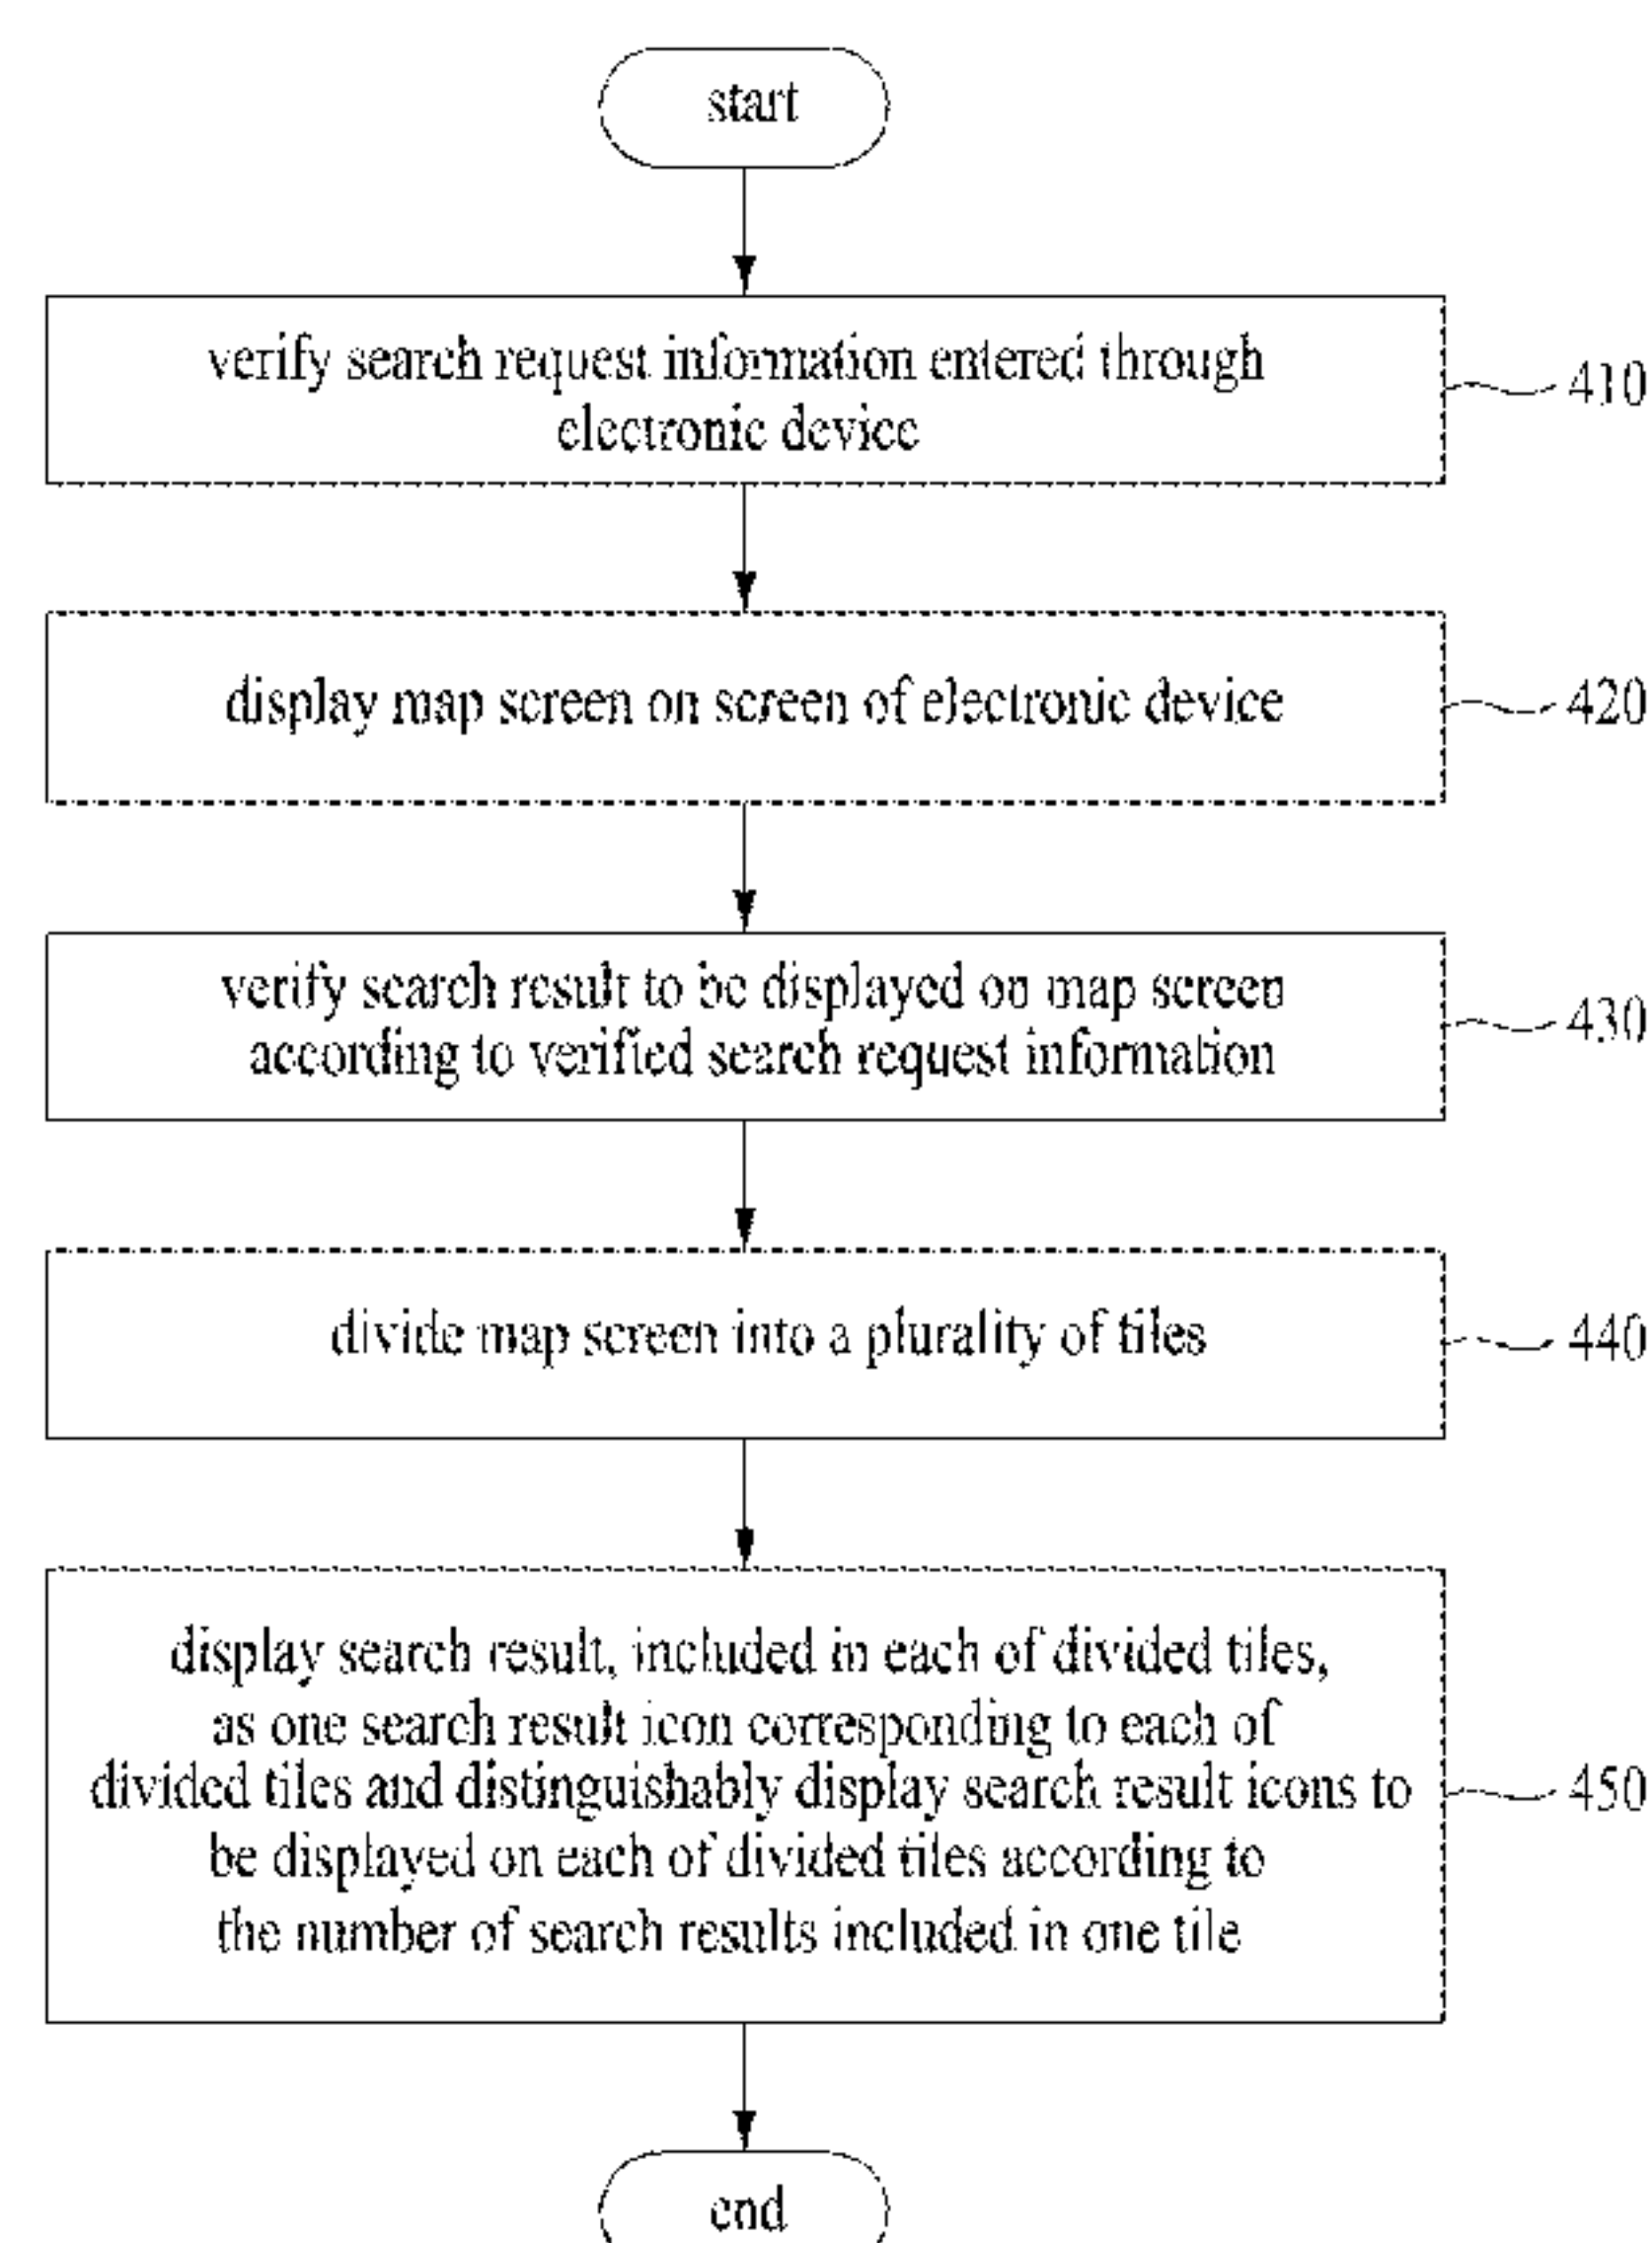 start
verify search request information entered through
electronic device
410
display map screen on screen of electronic device
420
verify search result to be displayed on map screen
according to verified search request information
430
divide map screen into a plurality of tiles
440
display search result, included in each of divided tiles,
as one search result icon corresponding to each of
divided tiles and distinguishably display search result icons to
be displayed on each of divided tiles according to
the number of search results included in one tile
450
end